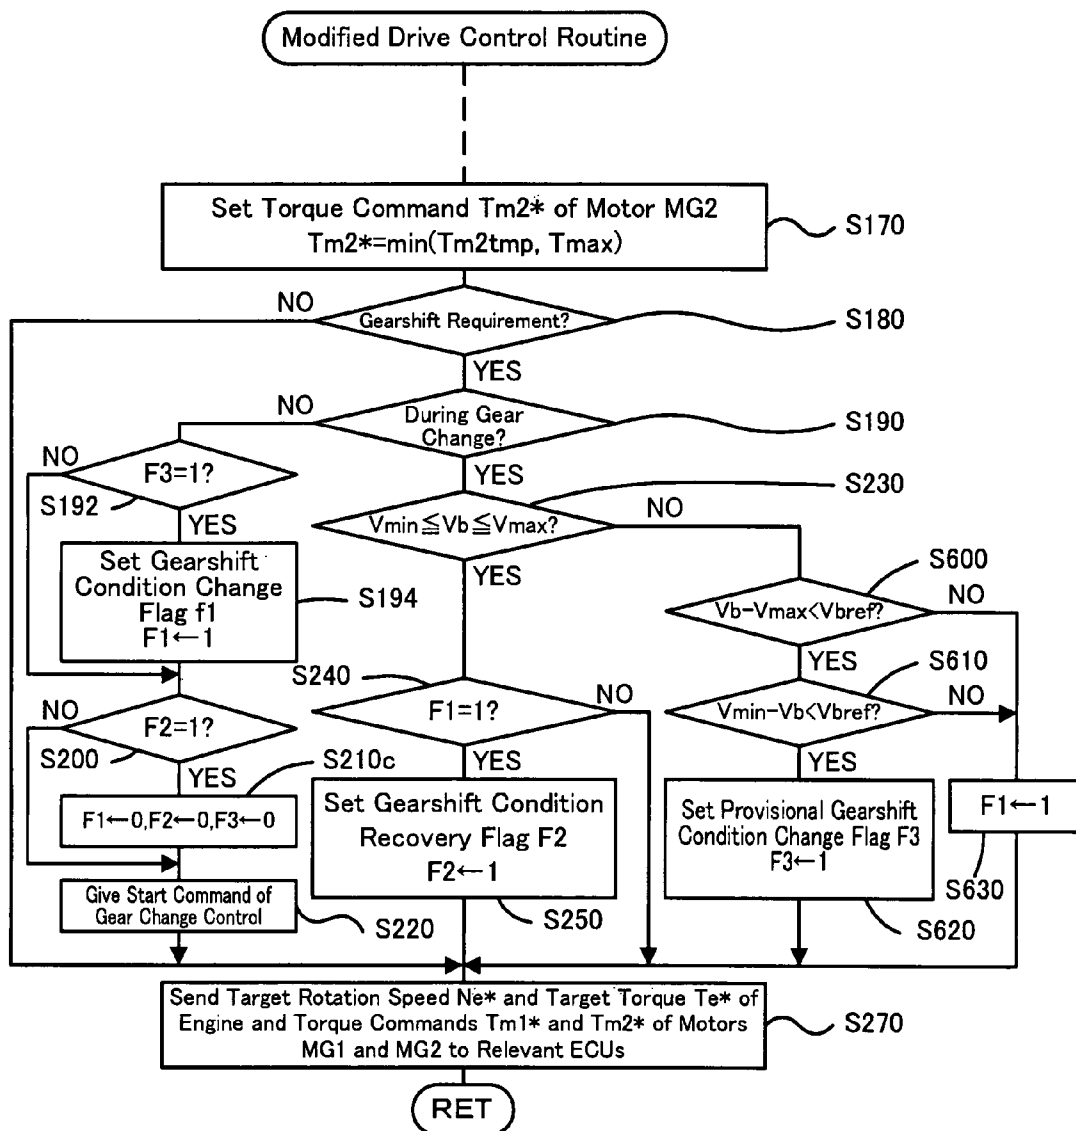 Modified Drive Control Routine
Set Torque Command Tm2* of Motor MG2
Tm2*=min(Tm2tmp, Tmax)
S170
NO
Gearshift Requirement?
S180
YES
NO
During Gear
Change?
S190
YES
NO
F3=1?
S192
YES
Vmin≦Vb≦Vmax?
S230
NO
YES
Set Gearshift
Condition Change
Flag f1
F1←1
S194
Vb-Vmax<Vbref?
S600
NO
YES
S240
F1=1?
NO
YES
Vmin-Vb<Vbref?
S610
NO
YES
NO
F2=1?
S200
YES
S210c
F1←0,F2←0,F3←0
Set Gearshift Condition
Recovery Flag F2
F2←1
S250
Set Provisional Gearshift
Condition Change Flag F3
F3←1
S620
F1←1
S630
Give Start Command of
Gear Change Control
S220
Send Target Rotation Speed Ne* and Target Torque Te* of
Engine and Torque Commands Tm1* and Tm2* of Motors
MG1 and MG2 to Relevant ECUs
S270
RET